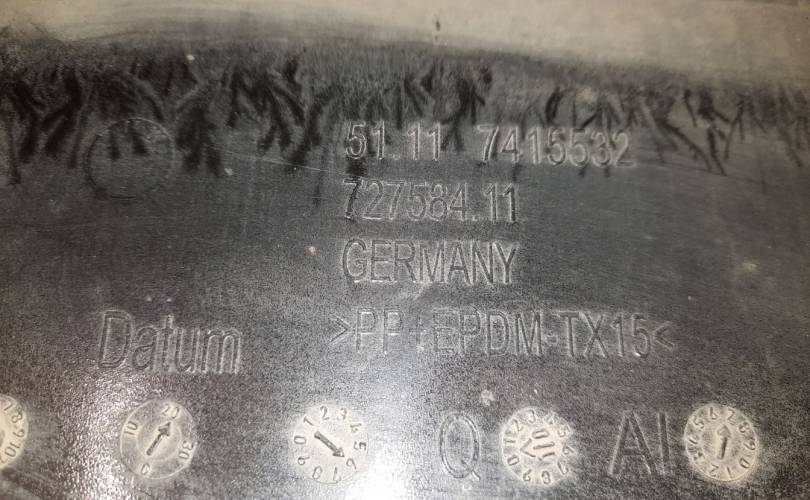 51.11 7415532
727584.11
GERMANY
>PP+EPDM-TX15<
Datum
Q AI